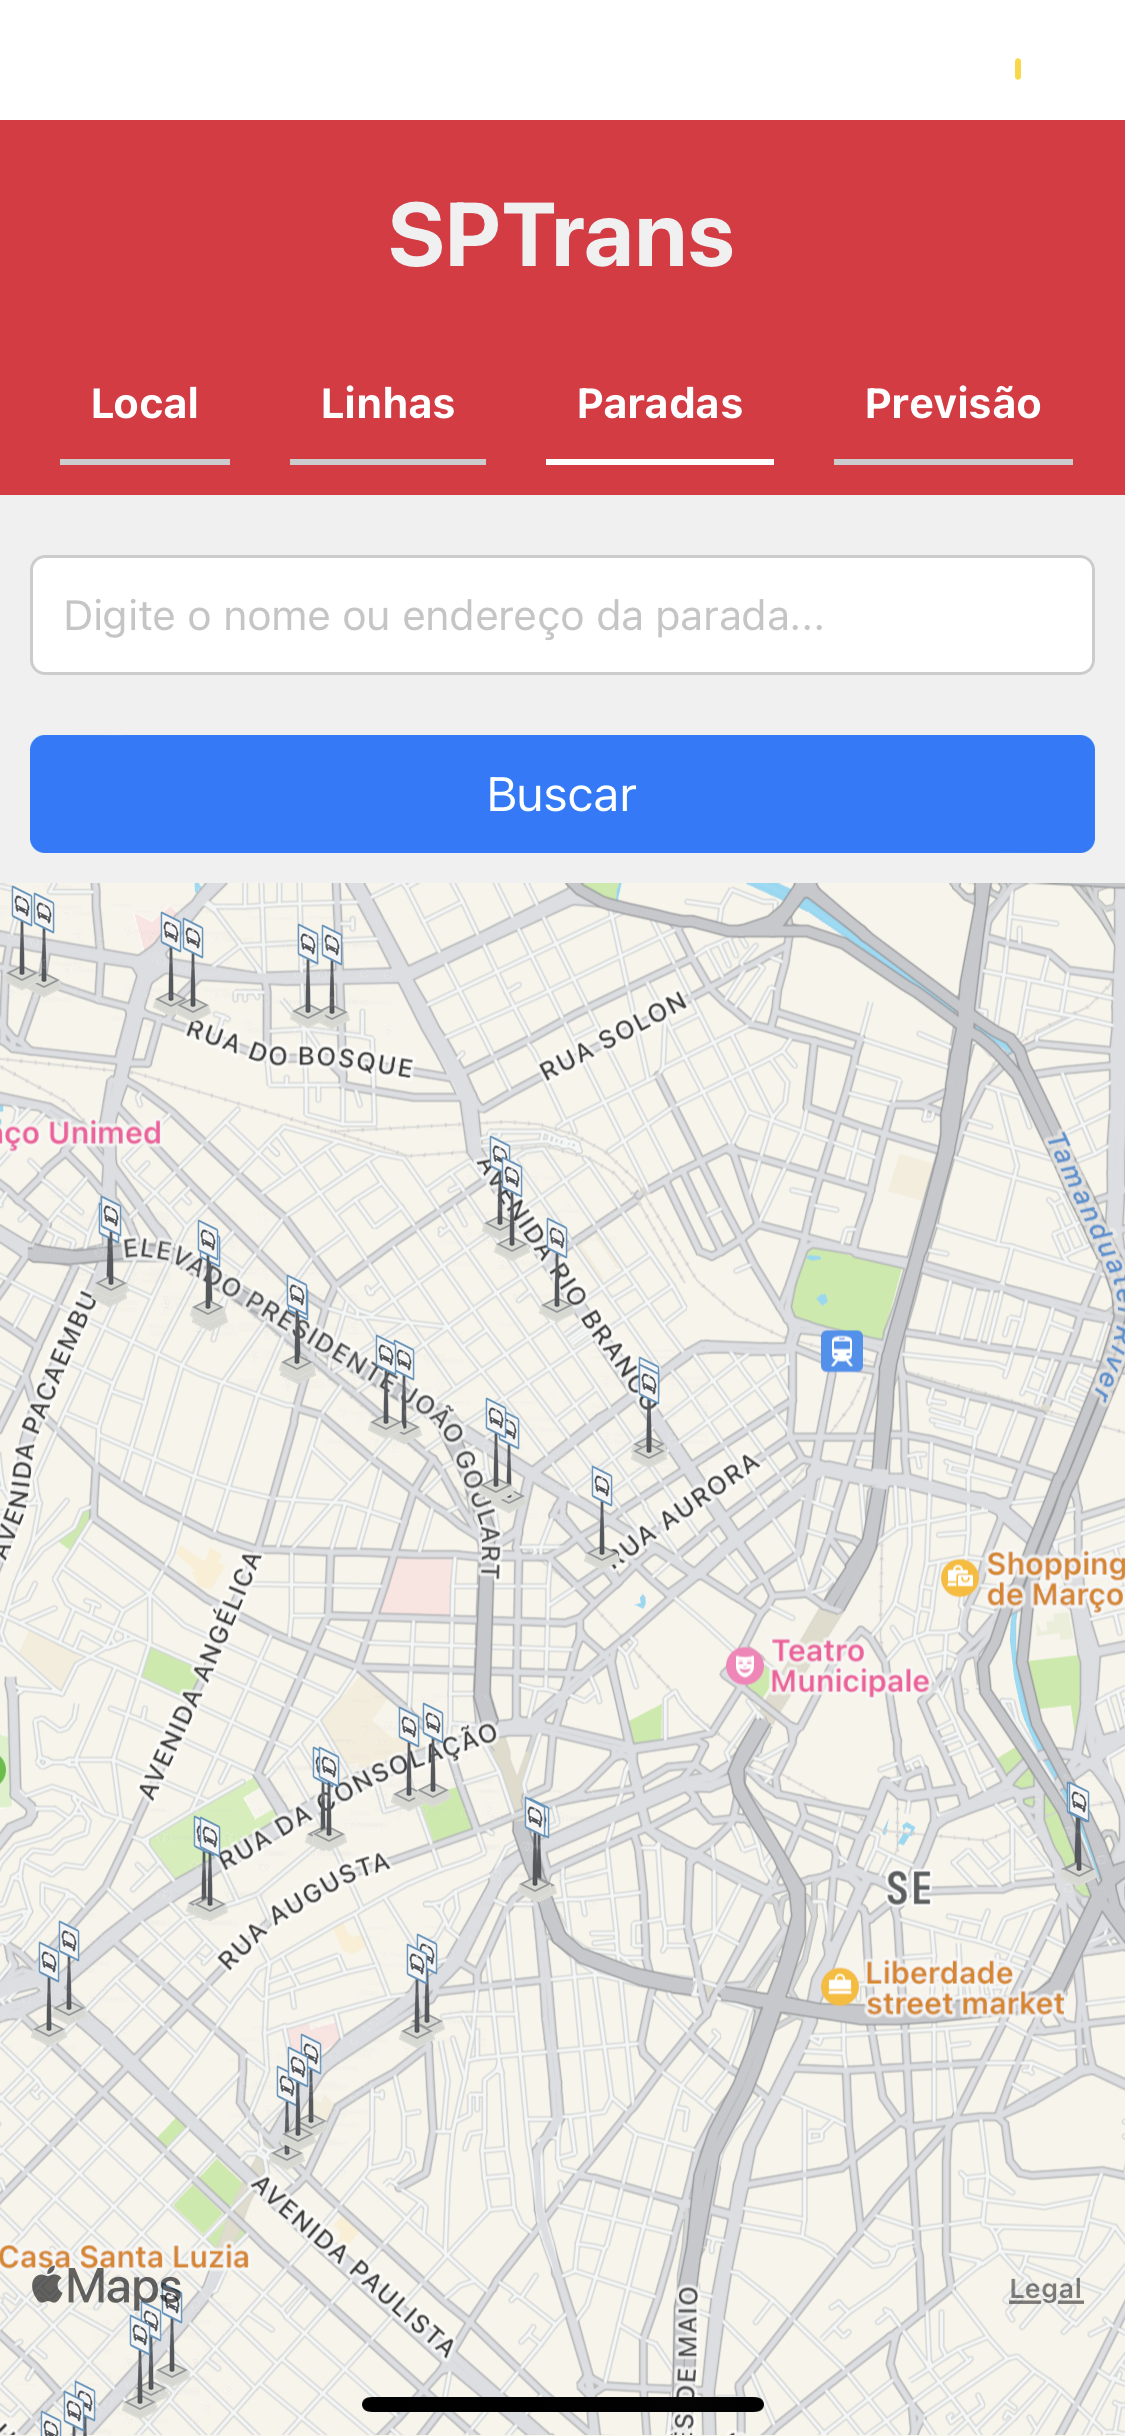 SPTrans
Local
Linhas
Paradas
Previsão
Digite o nome ou endereço da parada...
Buscar
RUA DO BOSQUE
RUA SOLON
Unimed
Tamanduateí River
AVENIDA RIO BRANCO
ELEVADO PRESIDENTE JOÃO GOULART
AVENIDA PACAEMBU
RUA AURORA
AVENIDA ANGÉLICA
Shopping
de Março
Teatro
Municipale
RUA DA CONSOLAÇÃO
RUA AUGUSTA
SE
Liberdade
street market
AVENIDA PAULISTA
Casa Santa Luzia
Maps
Legal
DE MAIO